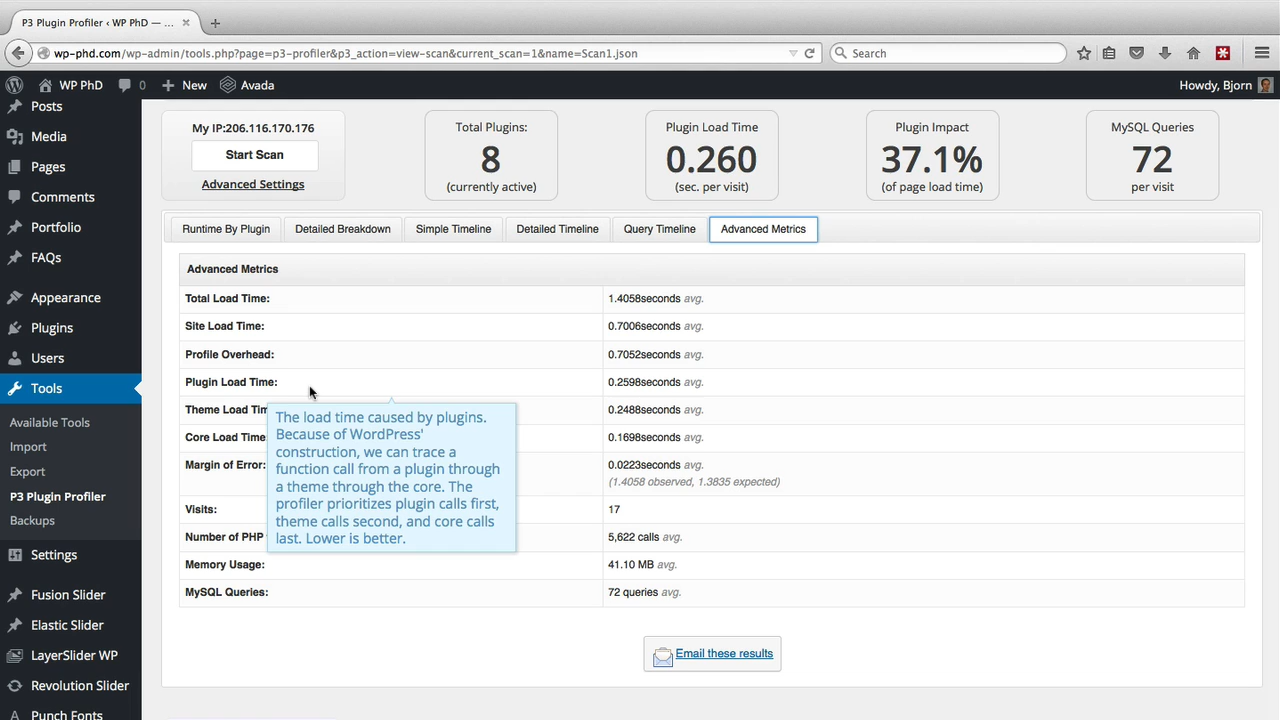 P3 Plugin Profiler ‹ WP PhD — ...
wp-phd.com/wp-admin/tools.php?page=p3-profiler&p3_action=view-scan&current_scan=1&name=Scan1.json
Search
WP PhD
0
New
Avada
Howdy, Bjorn
Posts
Media
Pages
Comments
Portfolio
FAQs
Appearance
Plugins
Users
Tools
Available Tools
Import
Export
P3 Plugin Profiler
Backups
Settings
Fusion Slider
Elastic Slider
LayerSlider WP
Revolution Slider
Punch Fonts
My IP:206.116.170.176
Start Scan
Advanced Settings
Total Plugins:
8
(currently active)
Plugin Load Time
0.260
(sec. per visit)
Plugin Impact
37.1%
(of page load time)
MySQL Queries
72
per visit
Runtime By Plugin
Detailed Breakdown
Simple Timeline
Detailed Timeline
Query Timeline
Advanced Metrics
Advanced Metrics
Total Load Time: 1.4058seconds avg.
Site Load Time: 0.7006seconds avg.
Profile Overhead: 0.7052seconds avg.
Plugin Load Time: 0.2598seconds avg.
Theme Load Tim 0.2488seconds avg.
Core Load Time: 0.1698seconds avg.
Margin of Error: 0.0223seconds avg.
(1.4058 observed, 1.3835 expected)
Visits: 17
Number of PHP 5,622 calls avg.
Memory Usage: 41.10 MB avg.
MySQL Queries: 72 queries avg.
The load time caused by plugins.
Because of WordPress'
construction, we can trace a
function call from a plugin through
a theme through the core. The
profiler prioritizes plugin calls first,
theme calls second, and core calls
last. Lower is better.
Email these results